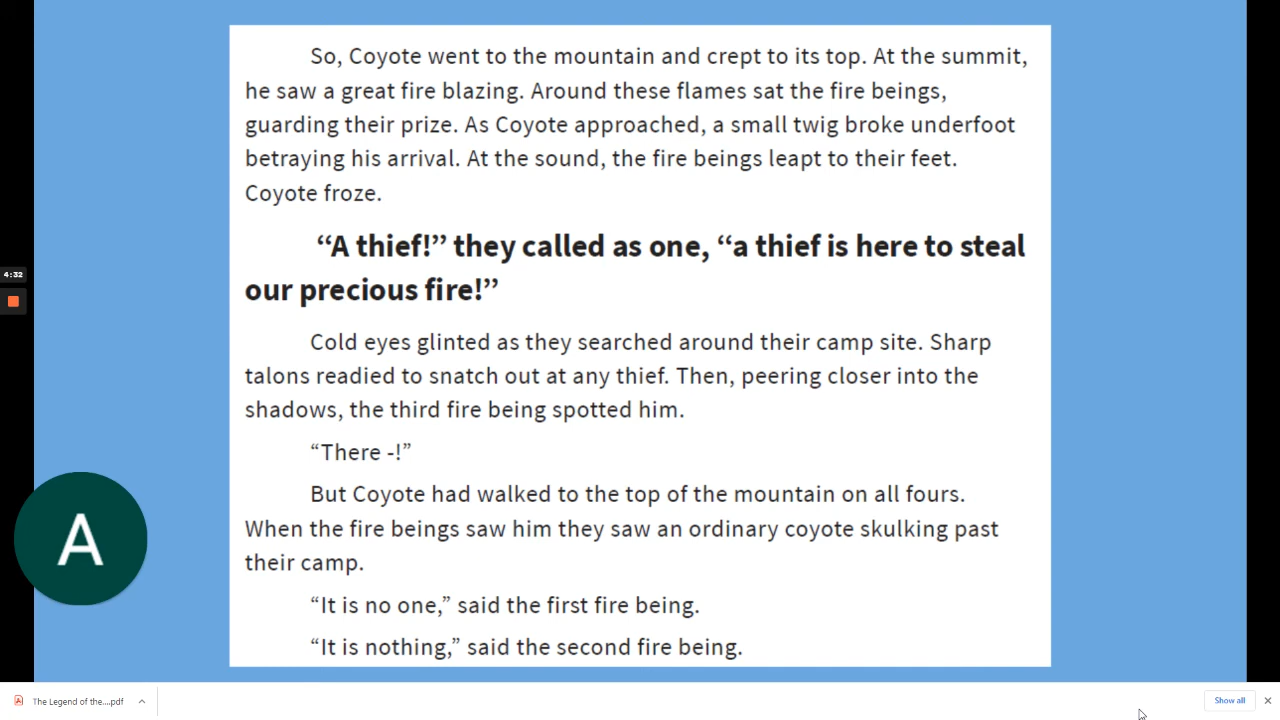 So, Coyote went to the mountain and crept to its top. At the summit,
he saw a great fire blazing. Around these flames sat the fire beings,
guarding their prize. As Coyote approached, a small twig broke underfoot
betraying his arrival. At the sound, the fire beings leapt to their feet.
Coyote froze.
“A thief!” they called as one, “a thief is here to steal
our precious fire!”
Cold eyes glinted as they searched around their camp site. Sharp
talons readied to snatch out at any thief. Then, peering closer into the
shadows, the third fire being spotted him.
“There -!”
But Coyote had walked to the top of the mountain on all fours.
When the fire beings saw him they saw an ordinary coyote skulking past
their camp.
“It is no one,” said the first fire being.
“It is nothing,” said the second fire being.
4:32
A
The Legend of the....pdf
Show all